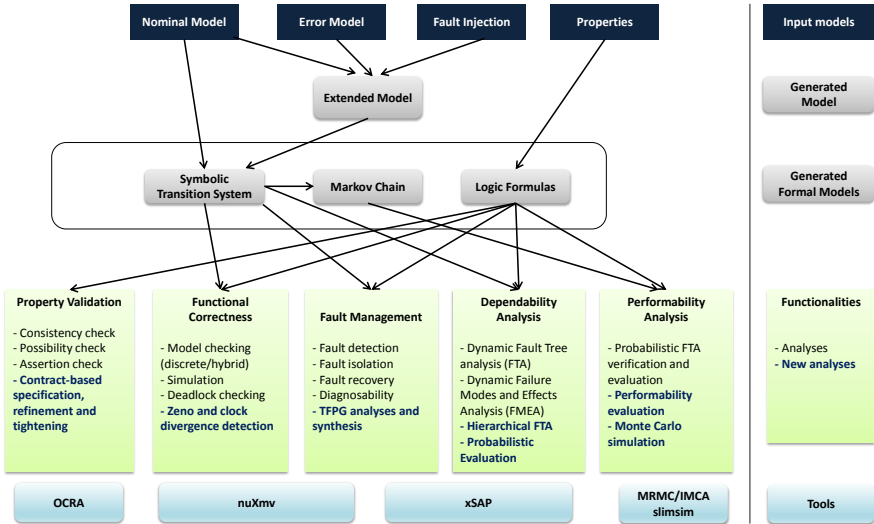 Nominal Model
Error Model
Fault Injection
Properties
Input models
Extended Model
Generated
Model
Symbolic
Transition System
Markov Chain
Logic Formulas
Generated
Formal Models
Property Validation
- Consistency check
- Possibility check
- Assertion check
- Contract-based
specification,
refinement and
tightening
Functional
Correctness
- Model checking
(discrete/hybrid)
- Simulation
- Deadlock checking
- Zeno and clock
divergence detection
Fault Management
- Fault detection
- Fault isolation
- Fault recovery
- Diagnosability
- TFPG analyses and
synthesis
Dependability
Analysis
- Dynamic Fault Tree
analysis (FTA)
- Dynamic Failure
Modes and Effects
Analysis (FMEA)
- Hierarchical FTA
- Probabilistic
Evaluation
Performability
Analysis
- Probabilistic FTA
verification and
evaluation
- Performability
evaluation
- Monte Carlo
simulation
Functionalities
- Analyses
- New analyses
OCRA
nuXmv
xSAP
MRMC/IMCA
slimsim
Tools